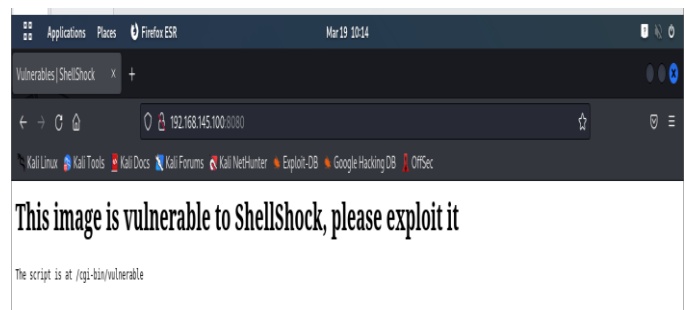 Applications Places Firefox ESR Mar 19 10:14
Vulnerables | ShellShock X +
192.168.145.100:8080
Kali Linux Kali Tools Kali Docs Kali Forums Kali NetHunter Exploit-DB Google Hacking DB OffSec
This image is vulnerable to ShellShock, please exploit it
The script is at /cgi-bin/vulnerable